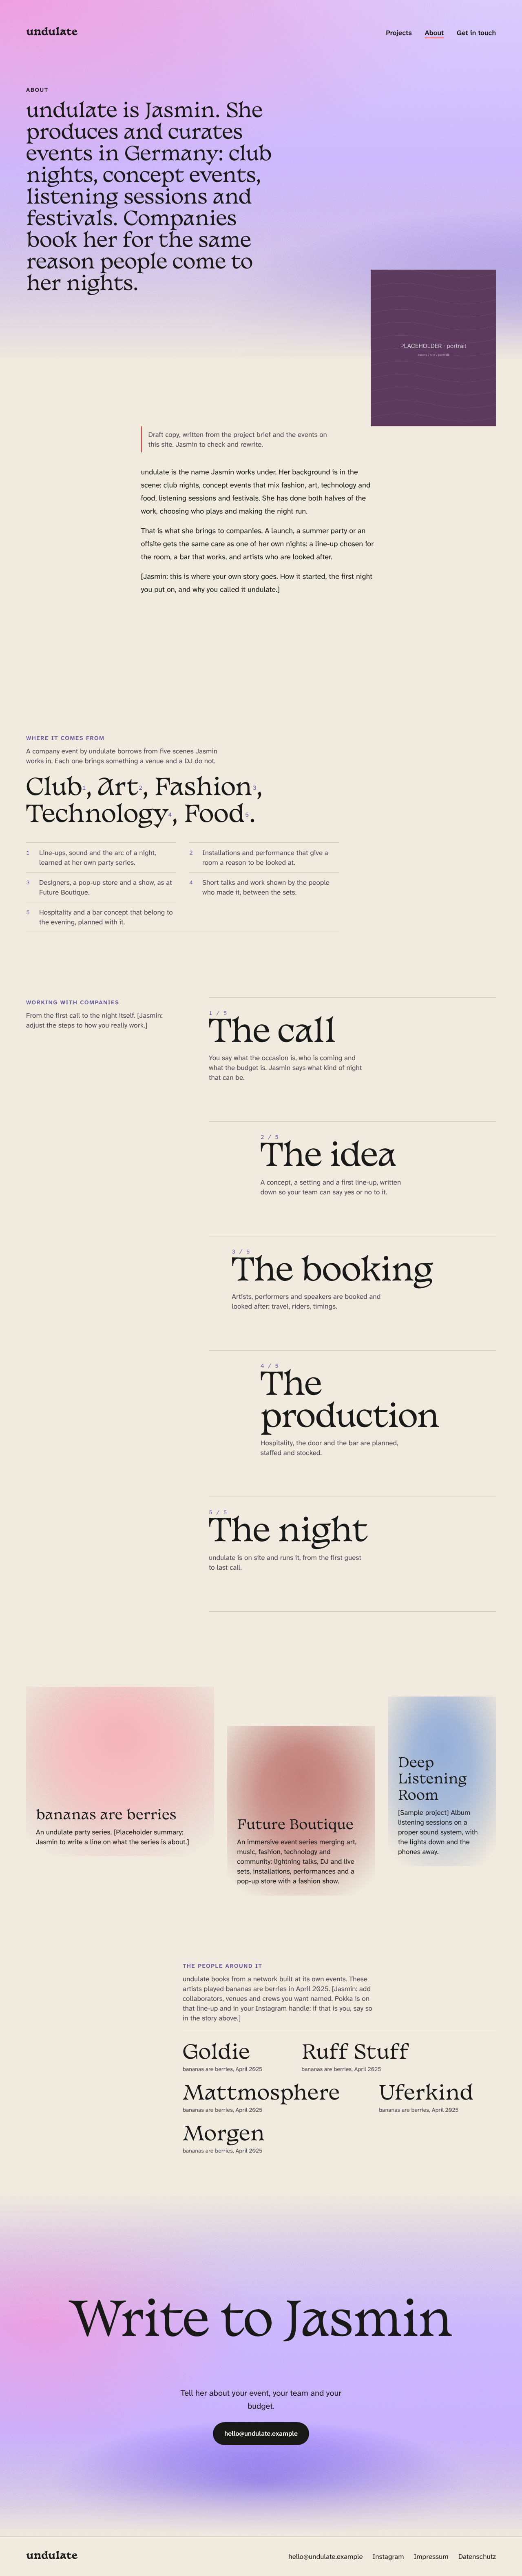 undulate
Projects About Get in touch
ABOUT
undulate is Jasmin. She
produces and curates
events in Germany: club
nights, concept events,
listening sessions and
festivals. Companies
book her for the same
reason people come to
her nights.
PLACEHOLDER · portrait
Draft copy, written from the project brief and the events on
this site. Jasmin to check and rewrite.
undulate is the name Jasmin works under. Her background is in the
scene: club nights, concept events that mix fashion, art, technology and
food, listening sessions and festivals. She has done both halves of the
work, choosing who plays and making the night run.
That is what she brings to companies. A launch, a summer party or an
offsite gets the same care as one of her own nights: a line-up chosen for
the room, a bar that works, and artists who are looked after.
[Jasmin: this is where your own story goes. How it started, the first night
you put on, and why you called it undulate.]
WHERE IT COMES FROM
A company event by undulate borrows from five scenes Jasmin
works in. Each one brings something a venue and a DJ do not.
Club1, Art2, Fashion3,
Technology4, Food5.
1 Line-ups, sound and the arc of a night,
learned at her own party series.
2 Installations and performance that give a
room a reason to be looked at.
3 Designers, a pop-up store and a show, as at
Future Boutique.
4 Short talks and work shown by the people
who made it, between the sets.
5 Hospitality and a bar concept that belong to
the evening, planned with it.
WORKING WITH COMPANIES
From the first call to the night itself. [Jasmin:
adjust the steps to how you really work.]
1 / 5
The call
You say what the occasion is, who is coming and
what the budget is. Jasmin says what kind of night
that can be.
2 / 5
The idea
A concept, a setting and a first line-up, written
down so your team can say yes or no to it.
3 / 5
The booking
Artists, performers and speakers are booked and
looked after: travel, riders, timings.
4 / 5
The
production
Hospitality, the door and the bar are planned,
staffed and stocked.
5 / 5
The night
undulate is on site and runs it, from the first guest
to last call.
bananas are berries
An undulate party series. [Placeholder summary:
Jasmin to write a line on what the series is about.]
Future Boutique
An immersive event series merging art,
music, fashion, technology and
community: lightning talks, DJ and live
sets, installations, performances and a
pop-up store with a fashion show.
Deep
Listening
Room
[Sample project] Album
listening sessions on a
proper sound system, with
the lights down and the
phones away.
THE PEOPLE AROUND IT
undulate books from a network built at its own events. These
artists played bananas are berries in April 2025. [Jasmin: add
collaborators, venues and crews you want named. Pokka is on
that line-up and in your Instagram handle: if that is you, say so
in the story above.]
Goldie
bananas are berries, April 2025
Ruff Stuff
bananas are berries, April 2025
Mattmosphere
bananas are berries, April 2025
Uferkind
bananas are berries, April 2025
Morgen
bananas are berries, April 2025
Write to Jasmin
Tell her about your event, your team and your
budget.
hello@undulate.example
undulate
hello@undulate.example Instagram Impressum Datenschutz